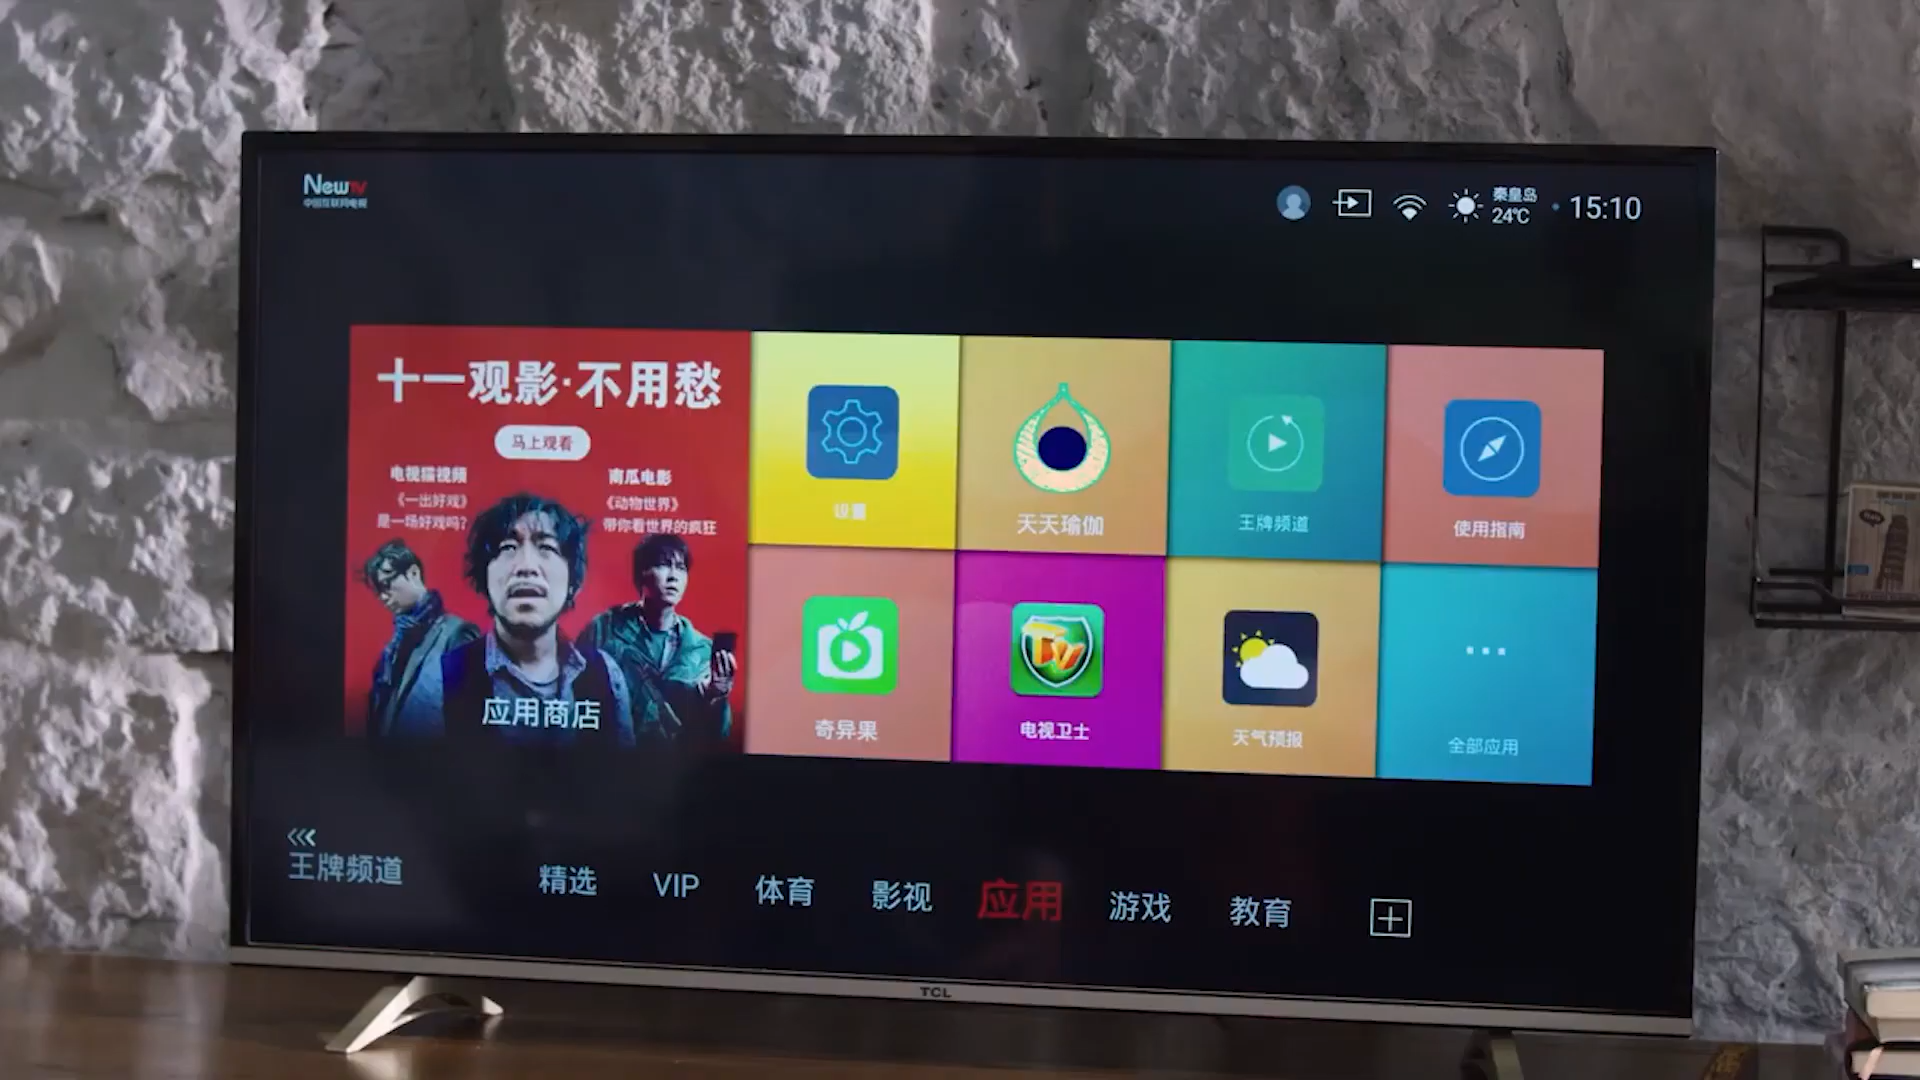 NewTV
中国互联网电视
秦皇岛
24℃
15:10
十一观影·不用愁
马上观看
电视猫视频
《一出好戏》
是一场好戏吗?
南瓜电影
《动物世界》
带你看世界的疯狂
应用商店
设置
天天瑜伽
王牌频道
使用指南
奇异果
TV
电视卫士
天气预报
全部应用
王牌频道
精选
VIP
体育
影视
应用
游戏
教育
TCL